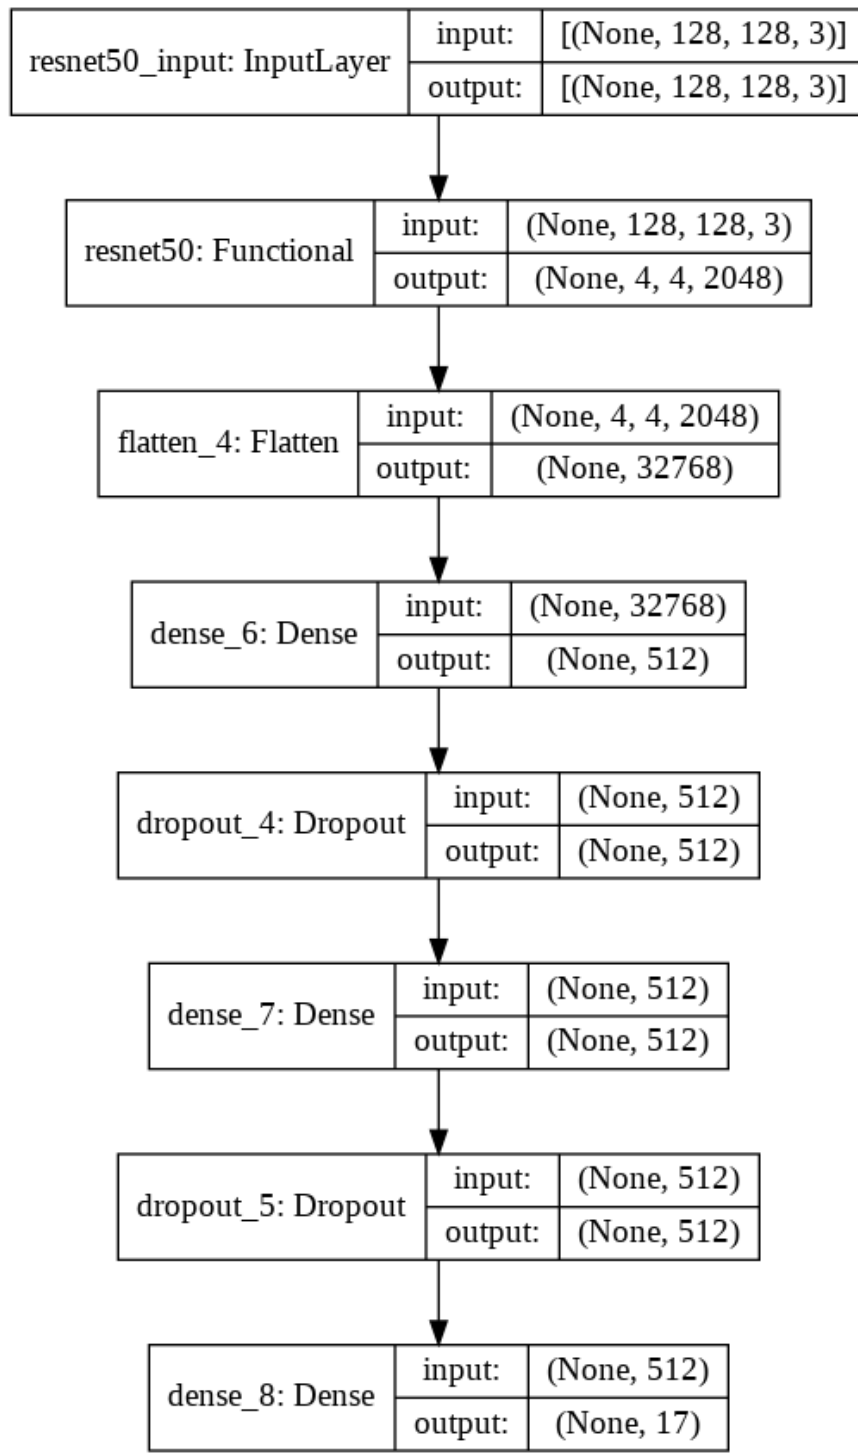 resnet50_input: InputLayer input: [(None, 128, 128, 3)]
output: [(None, 128, 128, 3)]
resnet50: Functional input: (None, 128, 128, 3)
output: (None, 4, 4, 2048)
flatten_4: Flatten input: (None, 4, 4, 2048)
output: (None, 32768)
dense_6: Dense input: (None, 32768)
output: (None, 512)
dropout_4: Dropout input: (None, 512)
output: (None, 512)
dense_7: Dense input: (None, 512)
output: (None, 512)
dropout_5: Dropout input: (None, 512)
output: (None, 512)
dense_8: Dense input: (None, 512)
output: (None, 17)